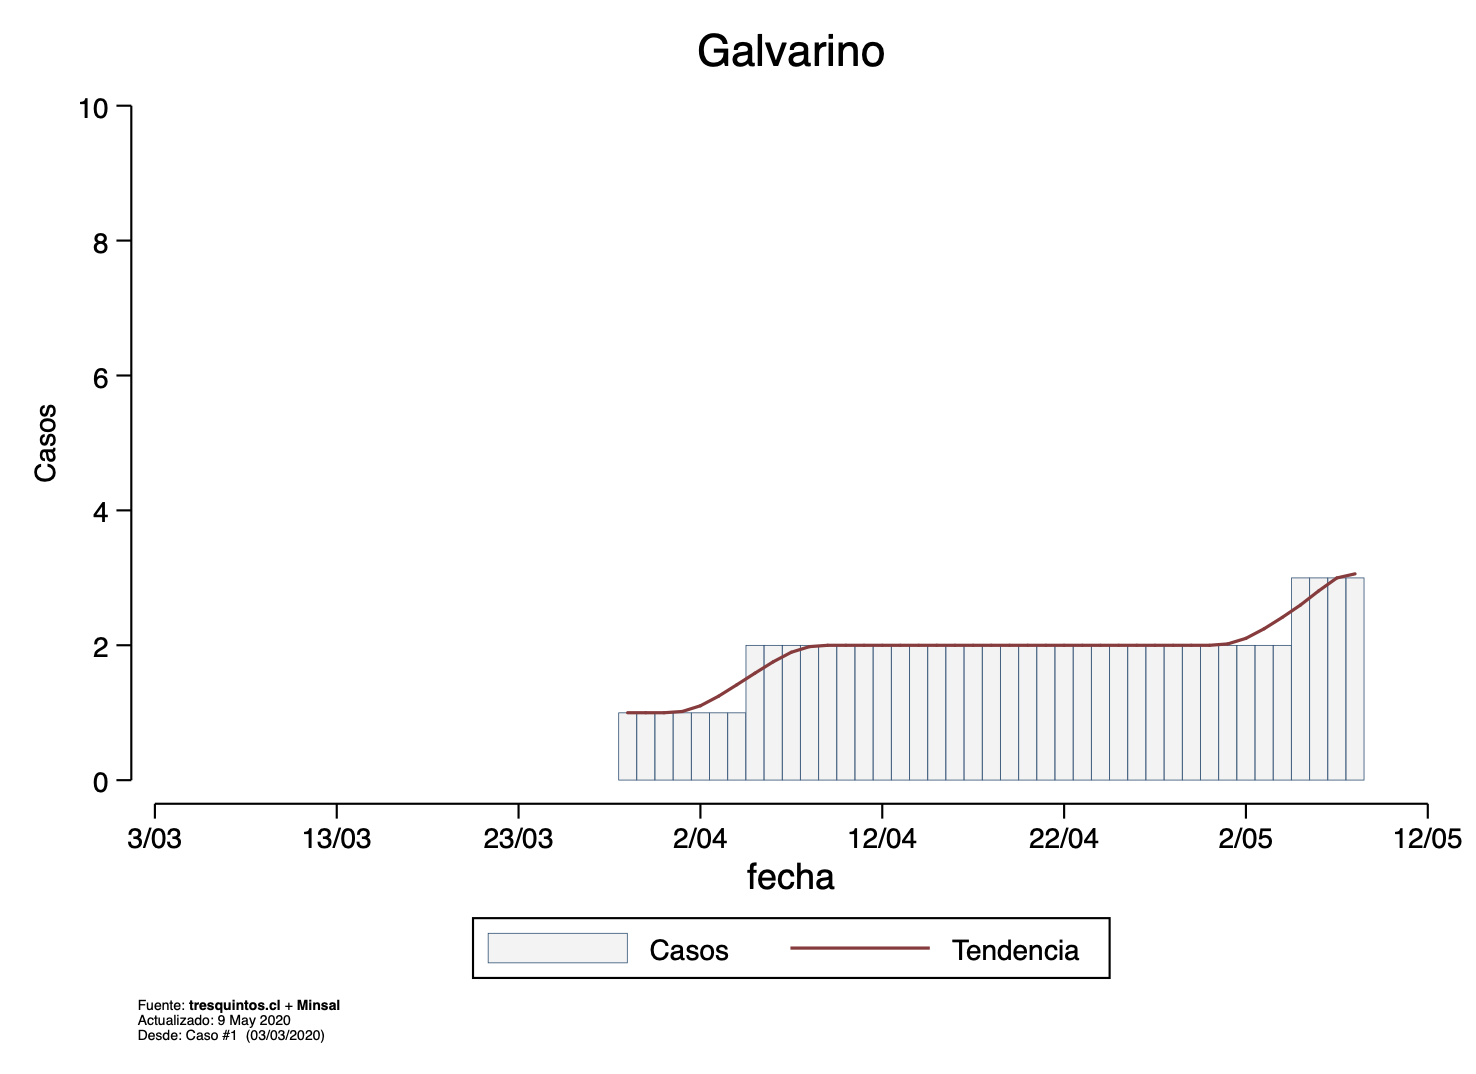 Galvarino
10
8
6
4
2
0
Casos
3/03 13/03 23/03 2/04 12/04 22/04 2/05 12/05
fecha
Casos Tendencia
Fuente: tresquintos.cl + Minsal
Actualizado: 9 May 2020
Desde: Caso #1 (03/03/2020)